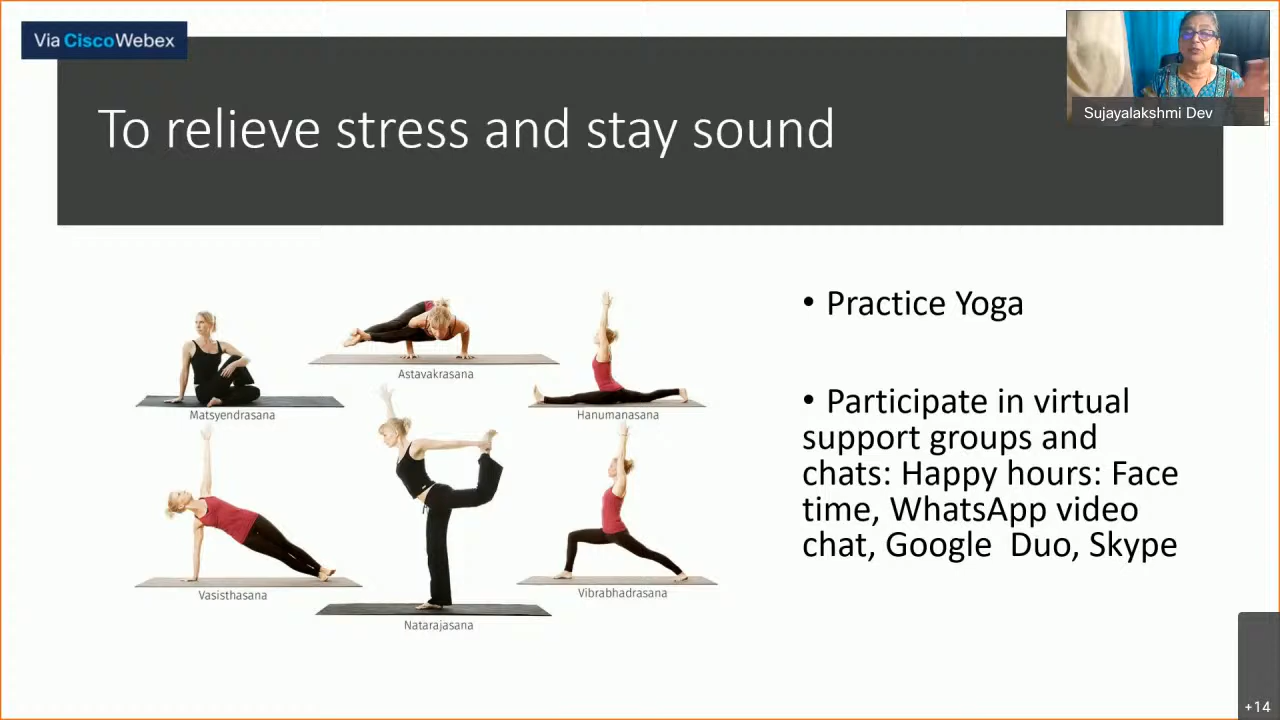 Via CiscoWebex
Sujayalakshmi Dev
To relieve stress and stay sound
Astavakrasana
Matsyendrasana
Hanumanasana
Vasisthasana
Vibrabhadrasana
Natarajasana
• Practice Yoga
• Participate in virtual
support groups and
chats: Happy hours: Face
time, WhatsApp video
chat, Google Duo, Skype
+14